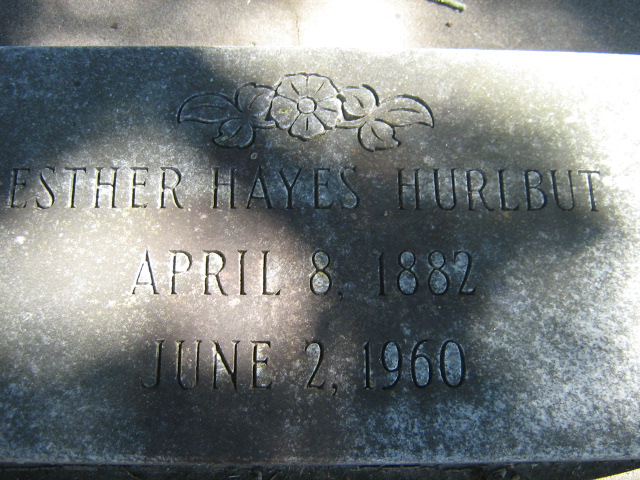 ESTHER HAYES HURLBUT
APRIL 8, 1882
JUNE 2, 1960